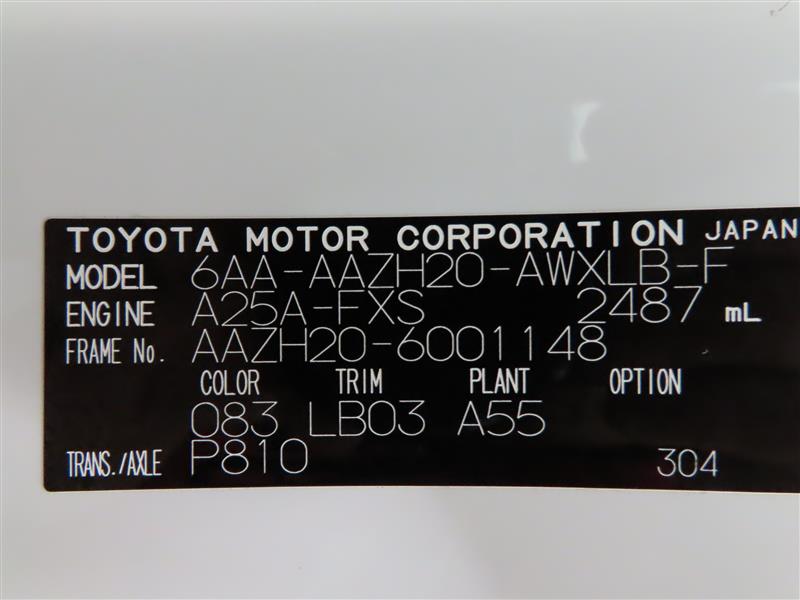 TOYOTA MOTOR CORPORATION JAPAN
MODEL 6AA-AAZH20-AWXLB-F
ENGINE A25A-FXS 2487 mL
FRAME No. AAZH20-6001148
COLOR TRIM PLANT OPTION
083 LB03 A55
TRANS./AXLE P810 304